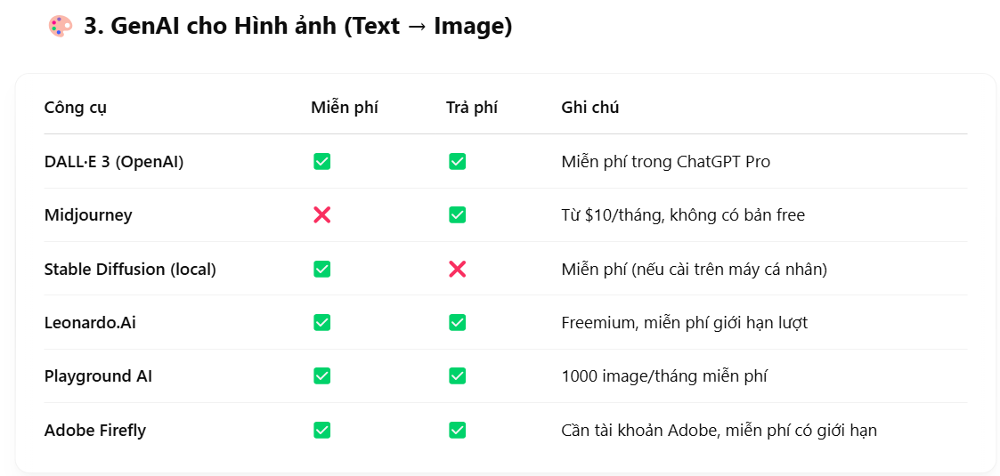 3. GenAI cho Hình ảnh (Text → Image)
Công cụ Miễn phí Trả phí Ghi chú
DALL·E 3 (OpenAI) ✅ ✅ Miễn phí trong ChatGPT Pro
Midjourney ❌ ✅ Từ $10/tháng, không có bản free
Stable Diffusion (local) ✅ ❌ Miễn phí (nếu cài trên máy cá nhân)
Leonardo.Ai ✅ ✅ Freemium, miễn phí giới hạn lượt
Playground AI ✅ ✅ 1000 image/tháng miễn phí
Adobe Firefly ✅ ✅ Cần tài khoản Adobe, miễn phí có giới hạn